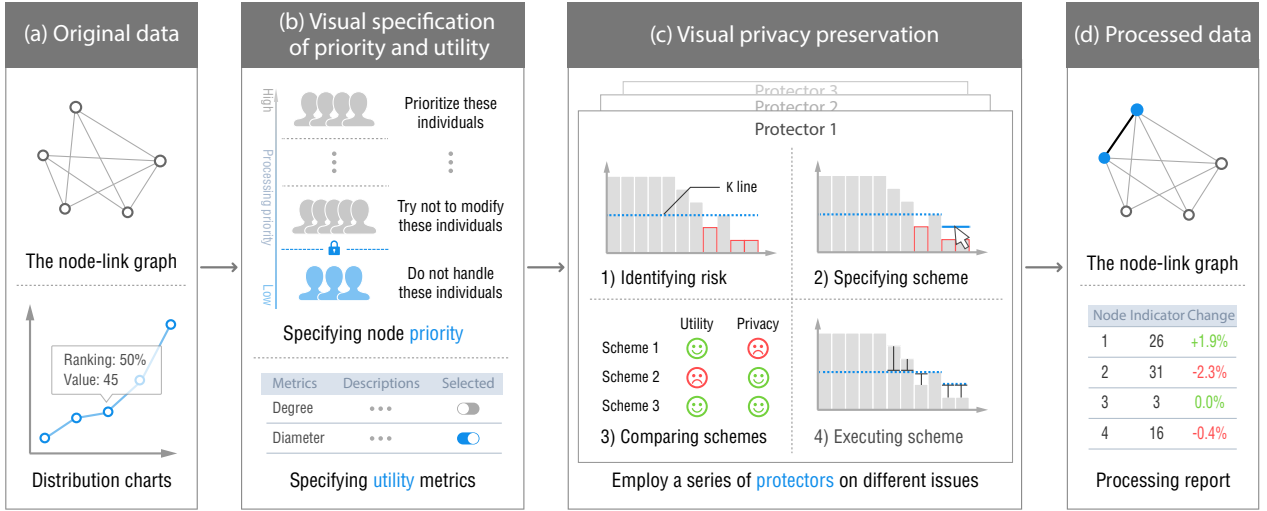 (a) Original data
The node-link graph
Ranking: 50%
Value: 45
Distribution charts
(b) Visual specification
of priority and utility
High
Processing priority
Low
Prioritize these
individuals
Try not to modify
these individuals
Do not handle
these individuals
Specifying node priority
Metrics Descriptions Selected
Degree
Diameter
Specifying utility metrics
(c) Visual privacy preservation
Protector 3
Protector 2
Protector 1
K line
1) Identifying risk
2) Specifying scheme
Utility Privacy
Scheme 1
Scheme 2
Scheme 3
3) Comparing schemes
4) Executing scheme
Employ a series of protectors on different issues
(d) Processed data
The node-link graph
Node Indicator Change
1 26 +1.9%
2 31 -2.3%
3 3 0.0%
4 16 -0.4%
Processing report